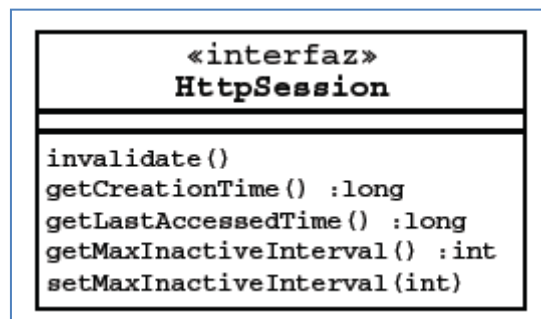 «interfaz»
HttpSession
invalidate()
getCreationTime() :long
getLastAccessedTime() :long
getMaxInactiveInterval() :int
setMaxInactiveInterval(int)